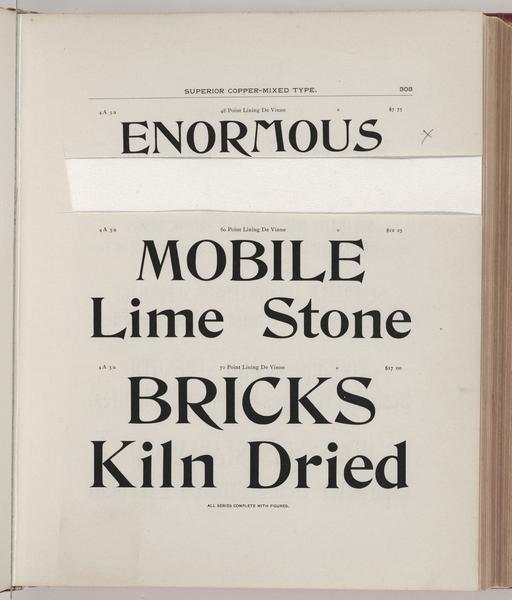 SUPERIOR COPPER-MIXED TYPE. 303
4A 5a 48 Point Lining De Vinne $7 75
ENORMOUS
4A 5a 60 Point Lining De Vinne $12 25
MOBILE
Lime Stone
4A 5a 72 Point Lining De Vinne $17 00
BRICKS
Kiln Dried
ALL SERIES COMPLETE WITH FIGURES.